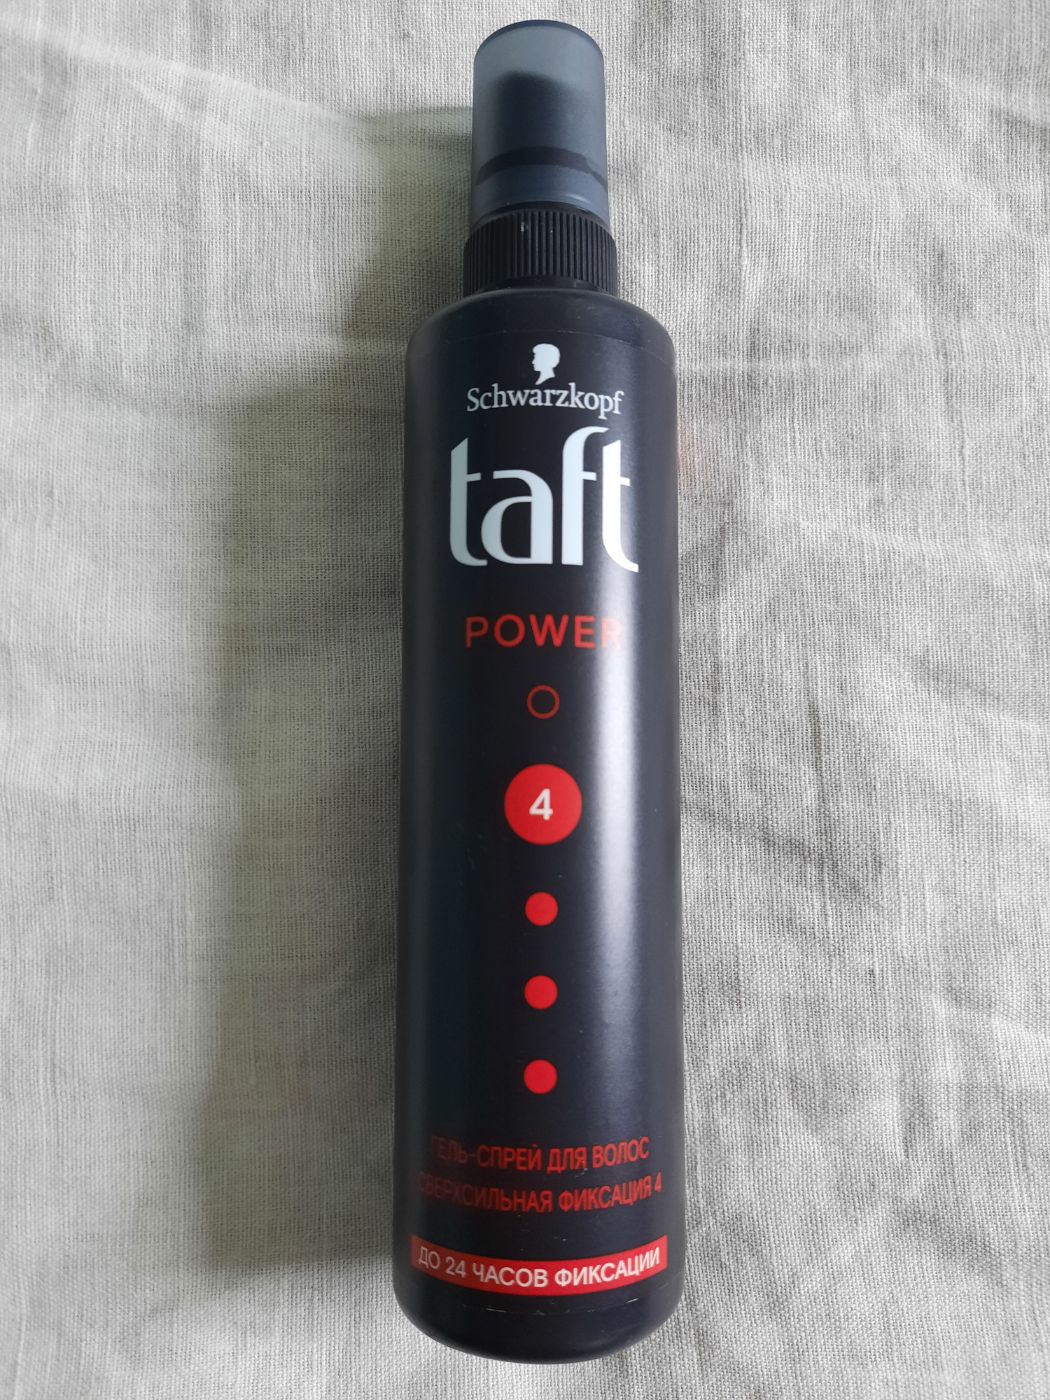 Schwarzkopf
taft
POWER
4
ГЕЛЬ-СПРЕЙ ДЛЯ ВОЛОС
СВЕРХСИЛЬНАЯ ФИКСАЦИЯ 4
ДО 24 ЧАСОВ ФИКСАЦИИ